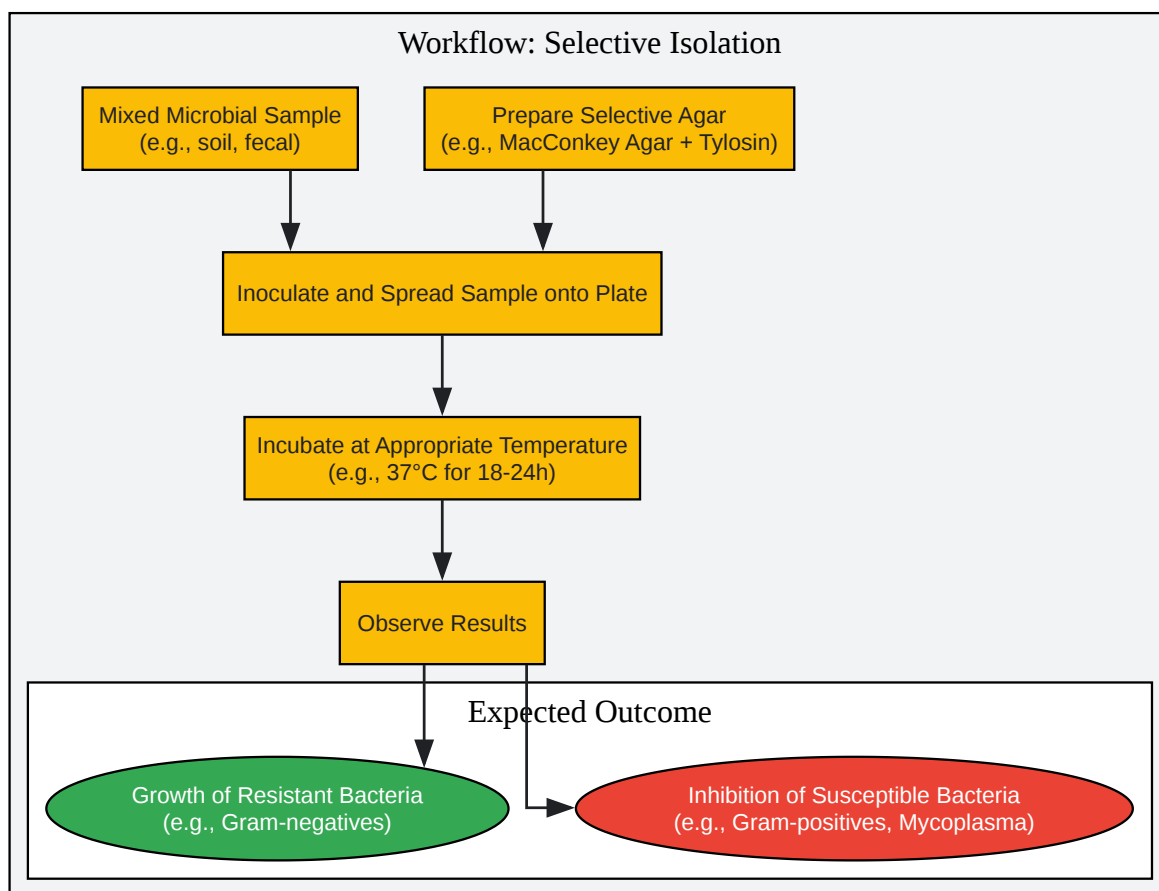 Workflow: Selective Isolation
Mixed Microbial Sample
(e.g., soil, fecal)
Prepare Selective Agar
(e.g., MacConkey Agar + Tylosin)
Inoculate and Spread Sample onto Plate
Incubate at Appropriate Temperature
(e.g., 37°C for 18-24h)
Observe Results
Expected Outcome
Growth of Resistant Bacteria
(e.g., Gram-negatives)
Inhibition of Susceptible Bacteria
(e.g., Gram-positives, Mycoplasma)